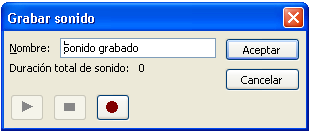 Grabar sonido
Nombre: Sonido grabado Aceptar
Duración total de sonido: 0
Cancelar